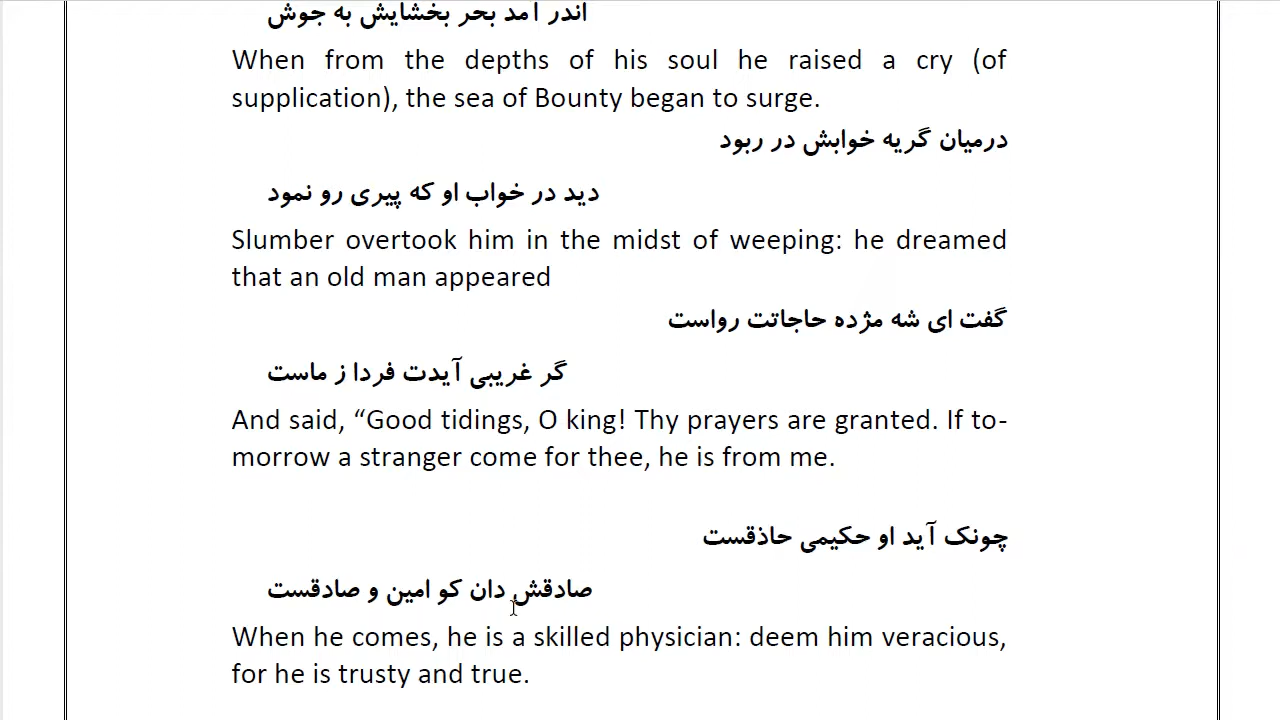 اندر آمد بحر بخشایش به جوش
When from the depths of his soul he raised a cry (of
supplication), the sea of Bounty began to surge.
درمیان گریه خوابش در ربود
دید در خواب او که پیری رو نمود
Slumber overtook him in the midst of weeping: he dreamed
that an old man appeared
گفت ای شه مژده حاجاتت رواست
گر غریبی آیدت فردا ز ماست
And said, “Good tidings, O king! Thy prayers are granted. If to-
morrow a stranger come for thee, he is from me.
چونک آید او حکیمی حاذقست
صادقش دان کو امین و صادقست
When he comes, he is a skilled physician: deem him veracious,
for he is trusty and true.